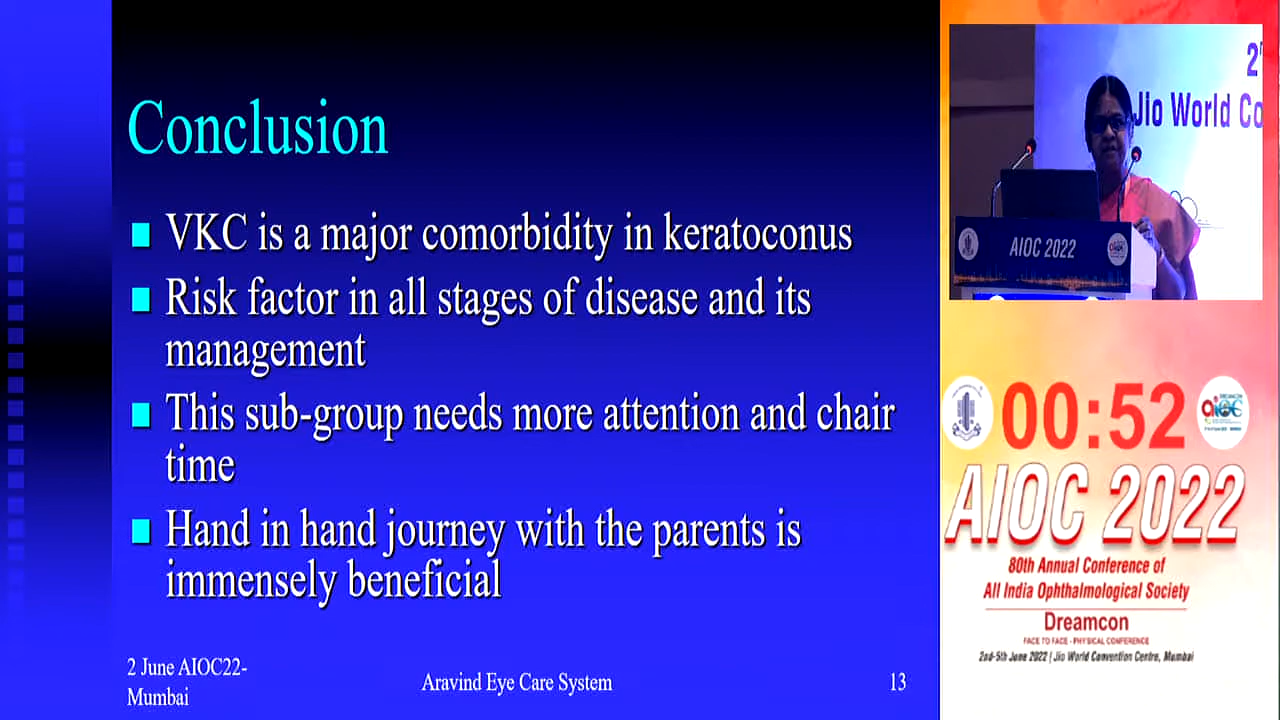 Conclusion
VKC is a major comorbidity in keratoconus
Risk factor in all stages of disease and its
management
This sub-group needs more attention and chair
time
Hand in hand journey with the parents is
immensely beneficial
2 June AIOC22-
Mumbai
Aravind Eye Care System
13
Jio World Co
AIOC 2022
00:52
AIOC 2022
80th Annual Conference of
All India Ophthalmological Society
Dreamcon
FACE TO FACE - PHYSICAL CONFERENCE
2nd-5th June 2022 | Jio World Convention Centre, Mumbai